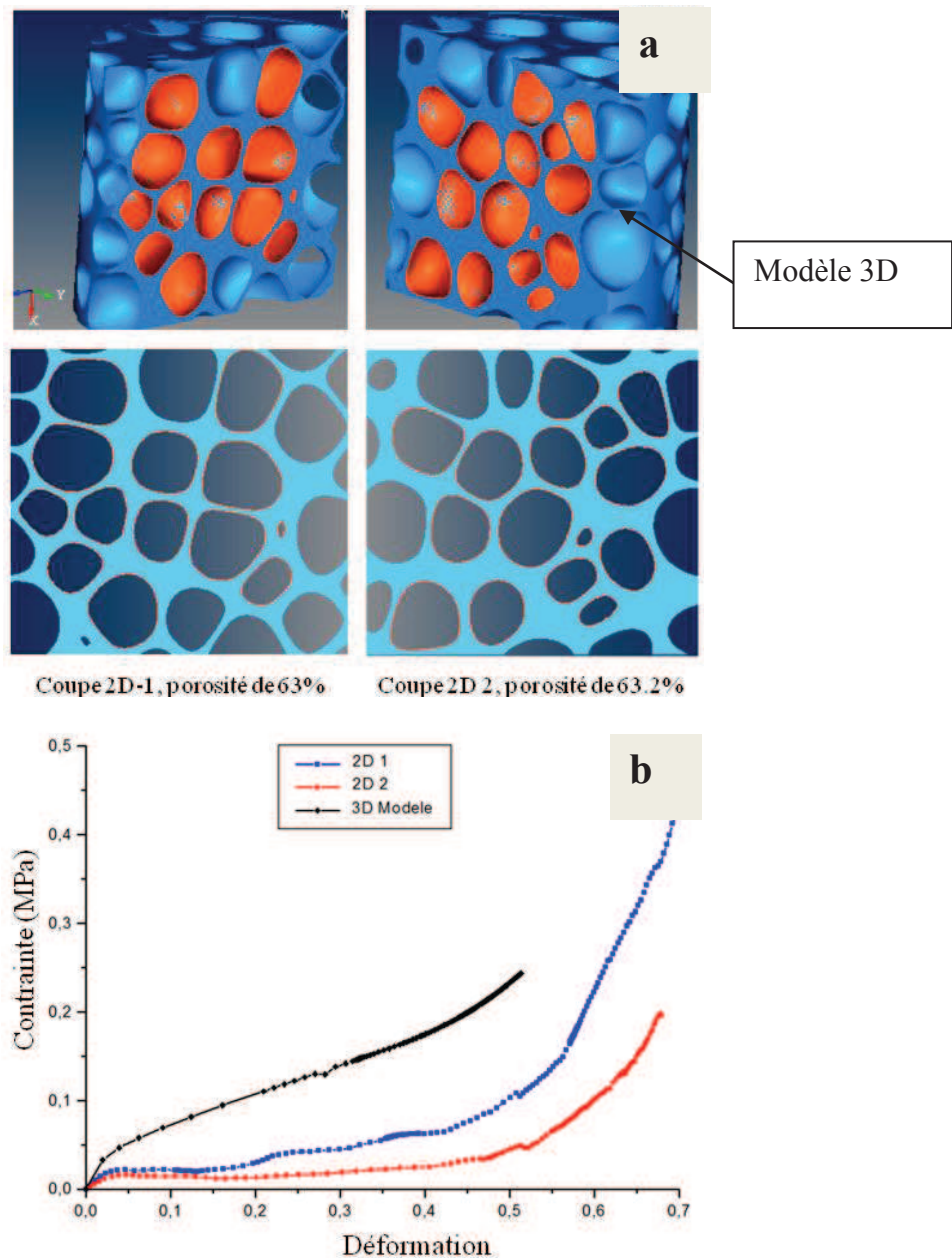 a
Modèle 3D
Y
X
Coupe 2D-1, porosité de 63%
Coupe 2D 2, porosité de 63.2%
b
2D 1
2D 2
3D Modele
0,5
0,4
0,3
0,2
0,1
0,0
Contrainte (MPa)
0,0 0,1 0,2 0,3 0,4 0,5 0,6 0,7
Déformation